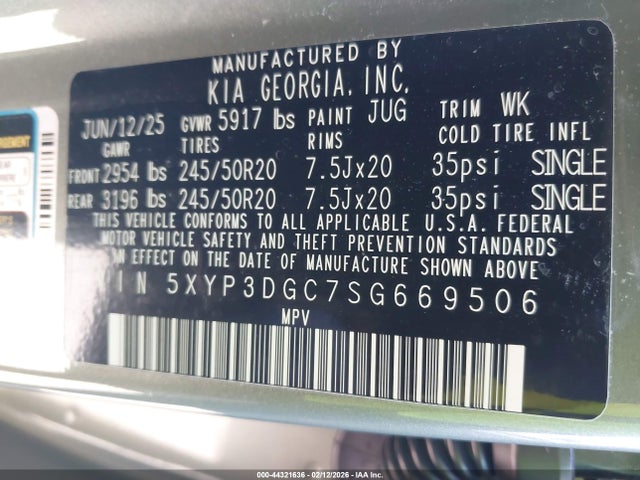 MANUFACTURED BY
KIA GEORGIA, INC.
JUN/12/25 GVWR 5917 lbs PAINT JUG TRIM WK
GAWR TIRES RIMS COLD TIRE INFL
FRONT 2954 lbs 245/50R20 7.5Jx20 35psi SINGLE
REAR 3196 lbs 245/50R20 7.5Jx20 35psi SINGLE
THIS VEHICLE CONFORMS TO ALL APPLICABLE U.S.A. FEDERAL
MOTOR VEHICLE SAFETY AND THEFT PREVENTION STANDARDS
IN EFFECT ON THE DATE OF MANUFACTURE SHOWN ABOVE
VIN 5XYP3DGC7SG669506
MPV
000-44321636 - 02/12/2026 - IAA Inc.